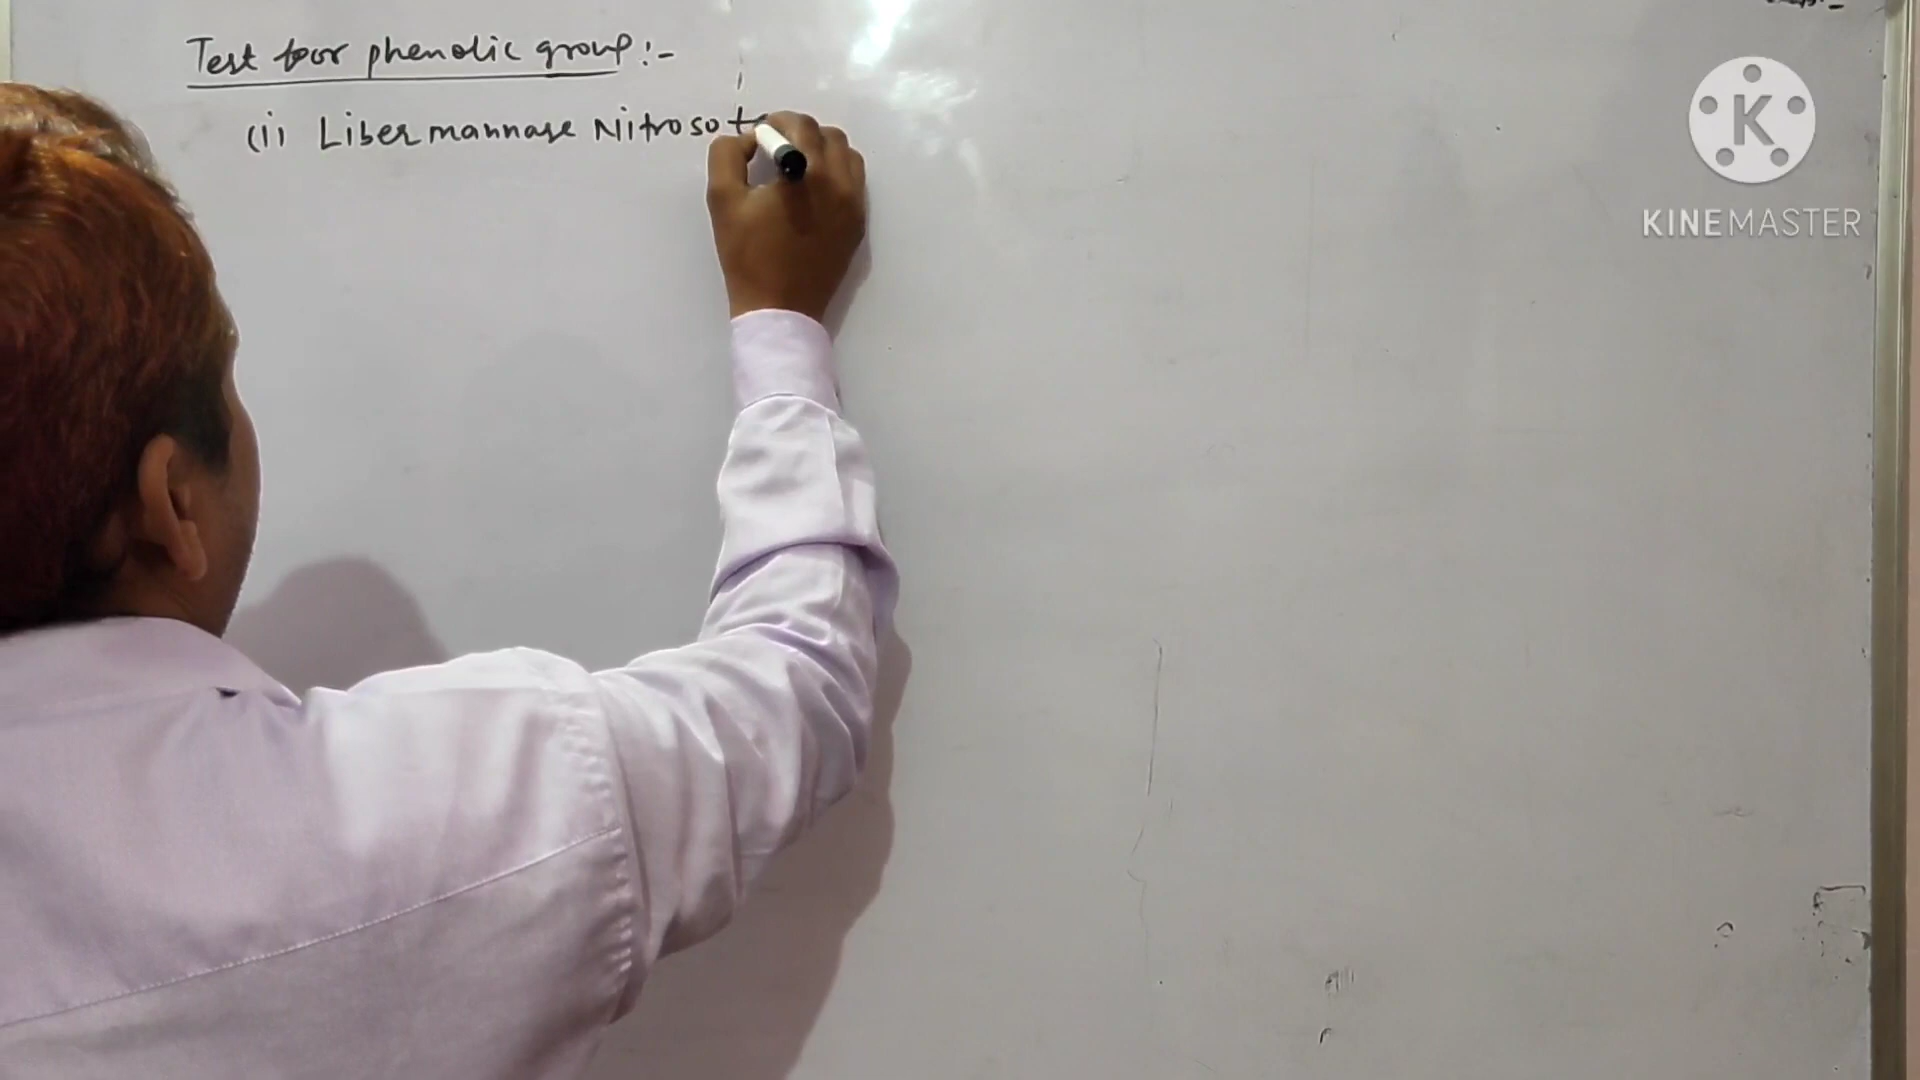 Test for phenolic group :-
(i) Libermannase Nitroso t
K
KINEMASTER